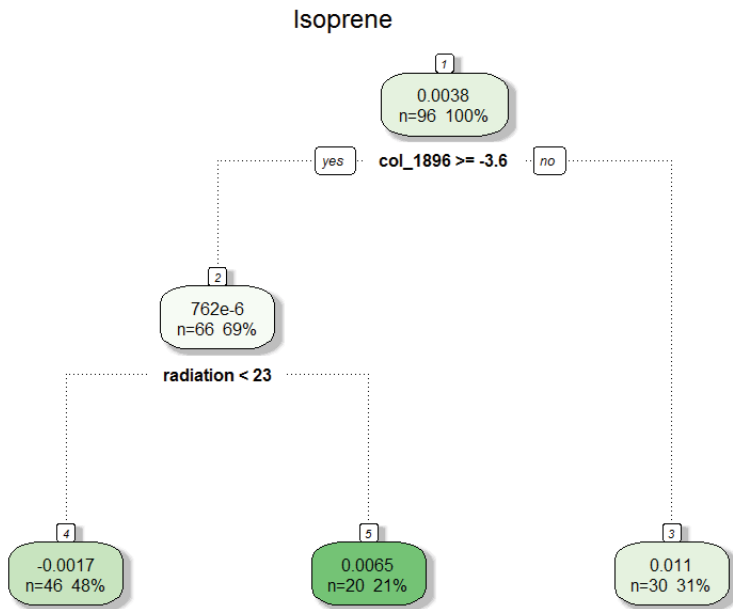 Isoprene
1
0.0038
n=96 100%
yes col_1896 >= -3.6 no
2
762e-6
n=66 69%
radiation < 23
4 5 3
-0.0017 0.0065 0.011
n=46 48% n=20 21% n=30 31%